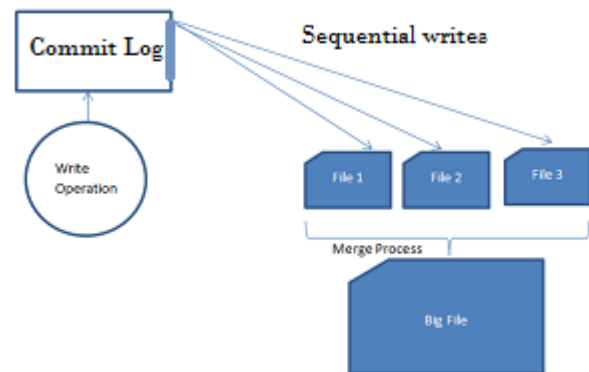 Sequential writes
Commit Log
Write
Operation
File 1
File 2
File 3
Merge Process
Big File